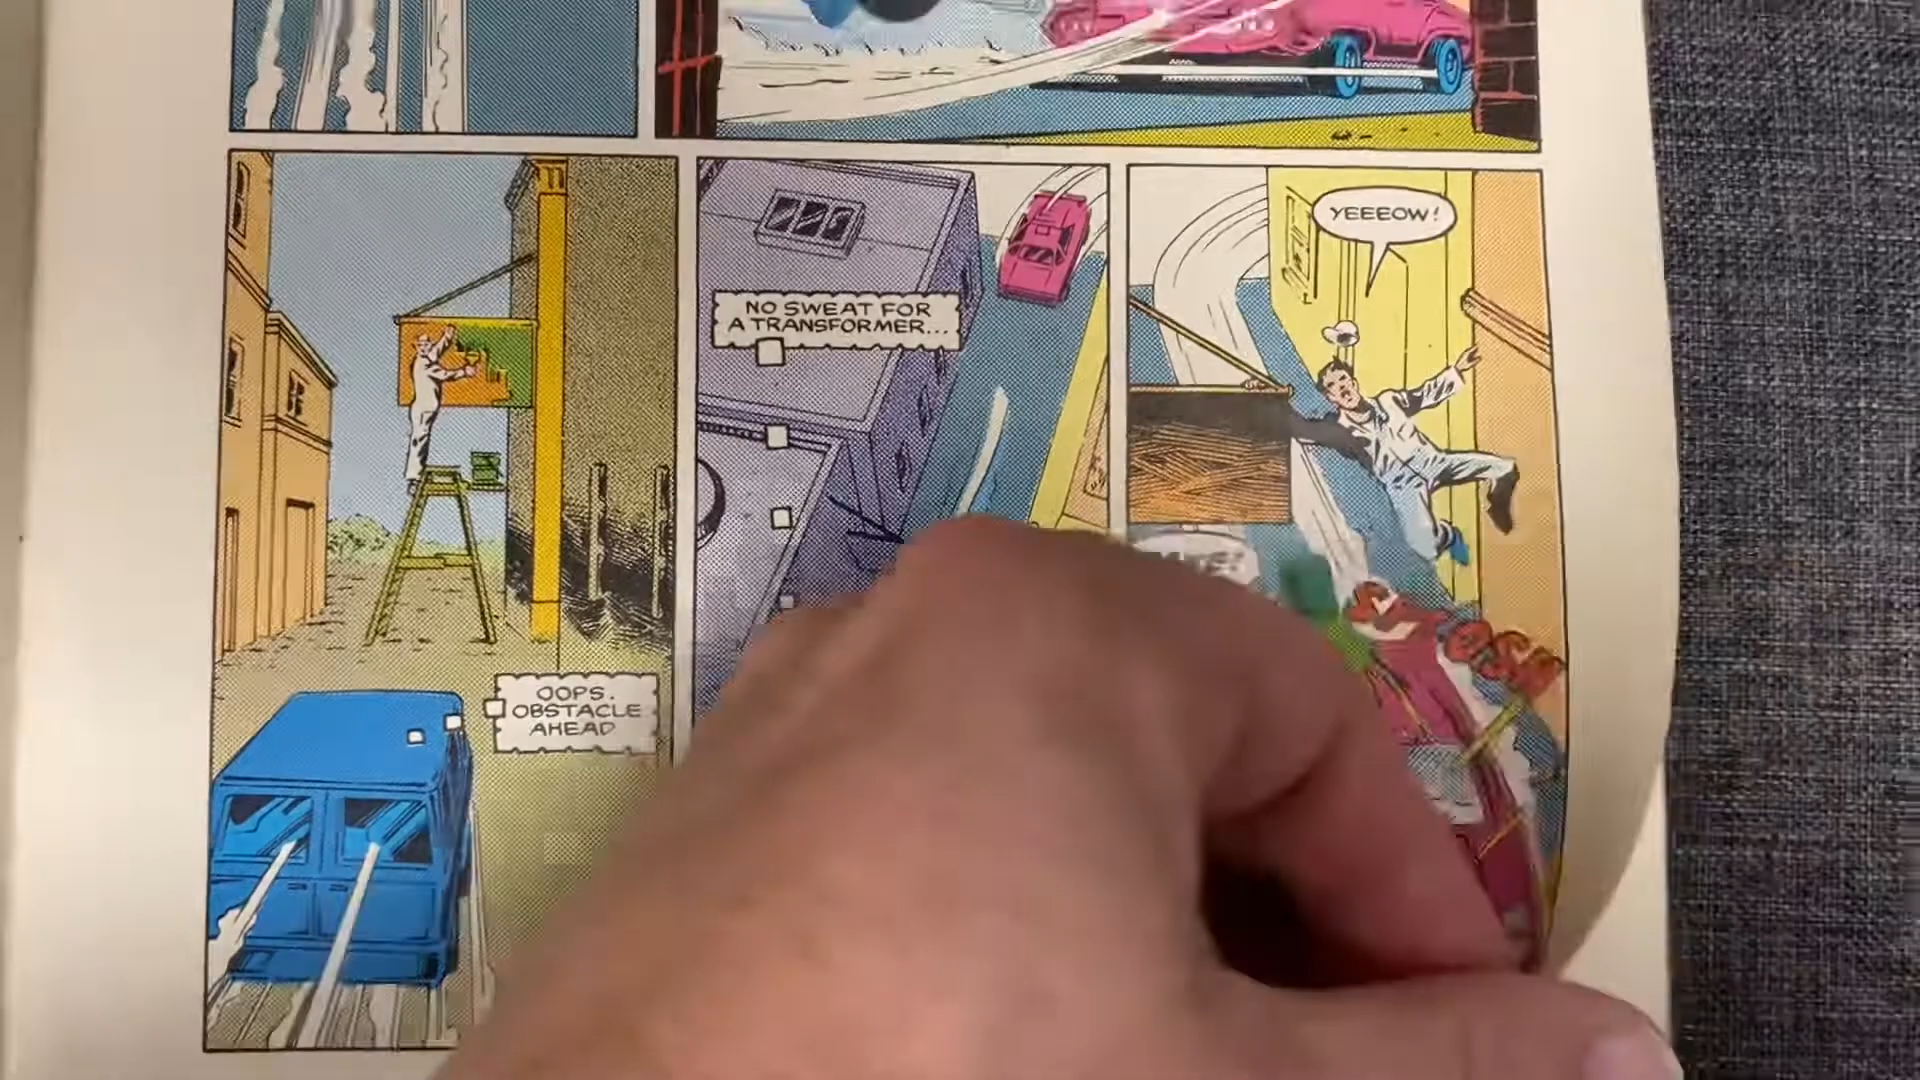 OOPS.
OBSTACLE
AHEAD
NO SWEAT FOR
A TRANSFORMER...
YEEEOW!